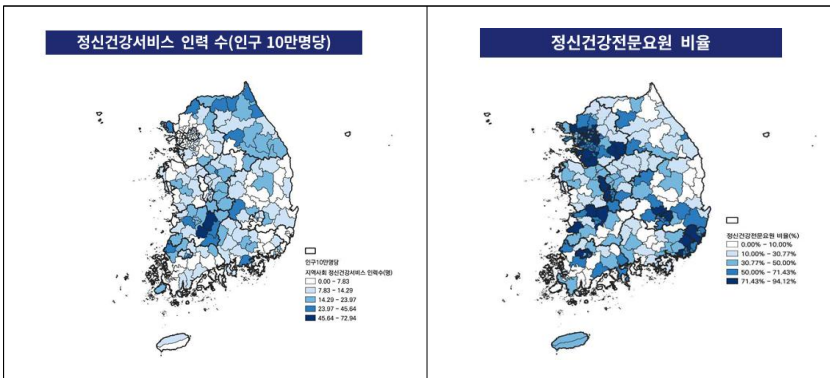 정신건강서비스 인력 수(인구 10만명당)
인구10만명당
지역사회 정신건강서비스 인력수(명)
0.00 - 7.83
7.83 - 14.29
14.29 - 23.97
23.97 - 45.64
45.64 - 72.94
정신건강전문요원 비율
정신건강전문요원 비율(%)
0.00% - 10.00%
10.00% - 30.77%
30.77% - 50.00%
50.00% - 71.43%
71.43% - 94.12%